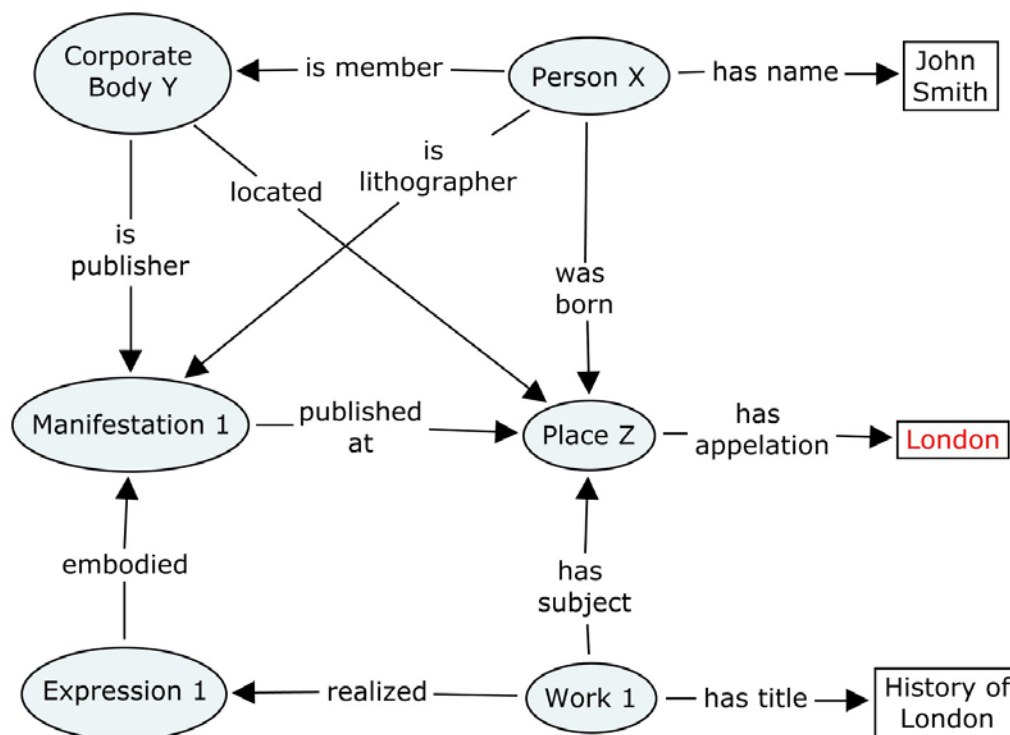 Corporate
Body Y
is member
Person X
has name
John
Smith
is
lithographer
located
is
publisher
was
born
Manifestation 1
published
at
Place Z
has
appelation
London
embodied
has
subject
Expression 1
realized
Work 1
has title
History of
London